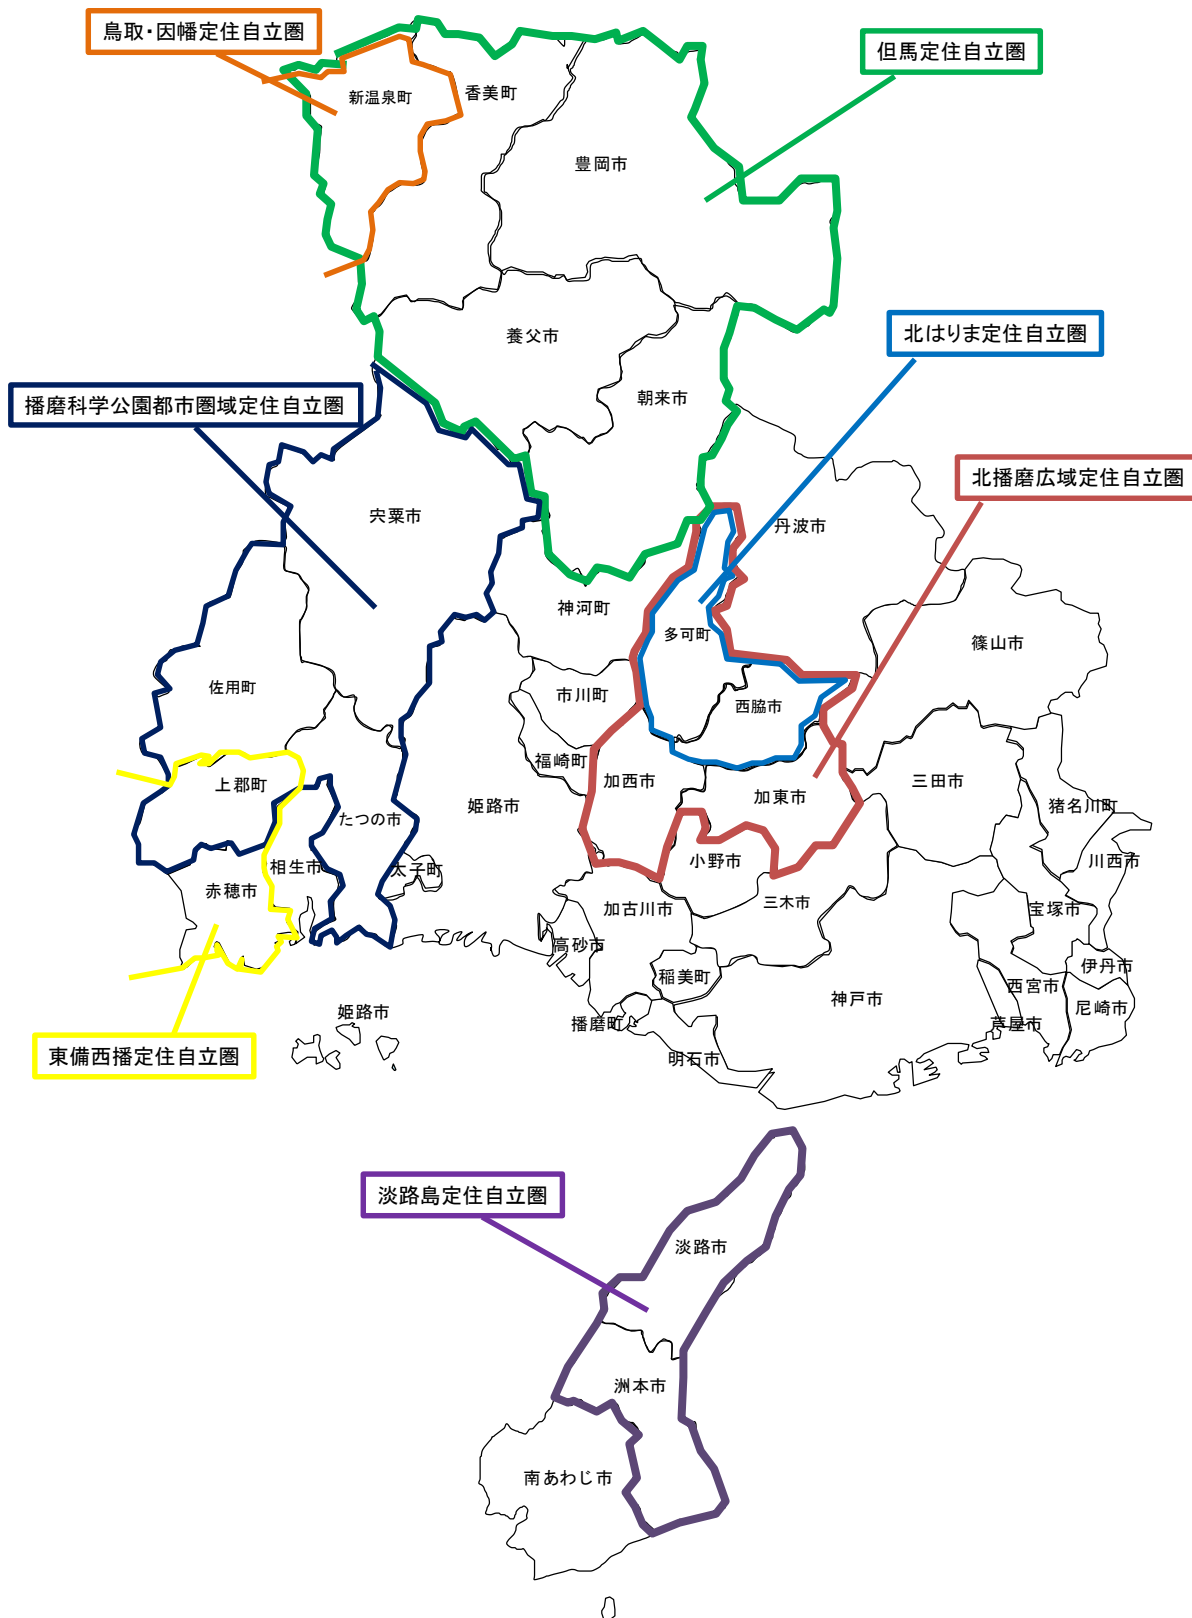 鳥取・因幡定住自立圏
但馬定住自立圏
新温泉町
香美町
豊岡市
養父市
北はりま定住自立圏
朝来市
播磨科学公園都市圏域定住自立圏
北播磨広域定住自立圏
宍粟市
丹波市
神河町
多可町
篠山市
佐用町
市川町
西脇市
福崎町
加西市
上郡町
姫路市
加東市
三田市
猪名川町
たつの市
太子町
相生市
小野市
川西市
赤穂市
加古川市
三木市
宝塚市
高砂市
稲美町
伊丹市
西宮市
神戸市
尼崎市
姫路市
播磨町
芦屋市
東備西播定住自立圏
明石市
淡路島定住自立圏
淡路市
洲本市
南あわじ市